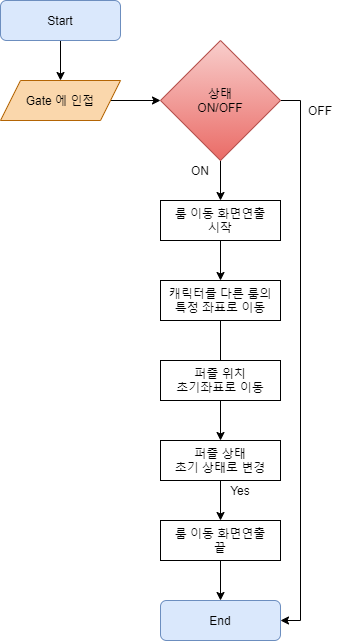 Start
Gate 에 인접
상태
ON/OFF
OFF
ON
룸 이동 화면연출
시작
캐릭터를 다른 룸의
특정 좌표로 이동
퍼즐 위치
초기좌표로 이동
퍼즐 상태
초기 상태로 변경
Yes
룸 이동 화면연출
끝
End